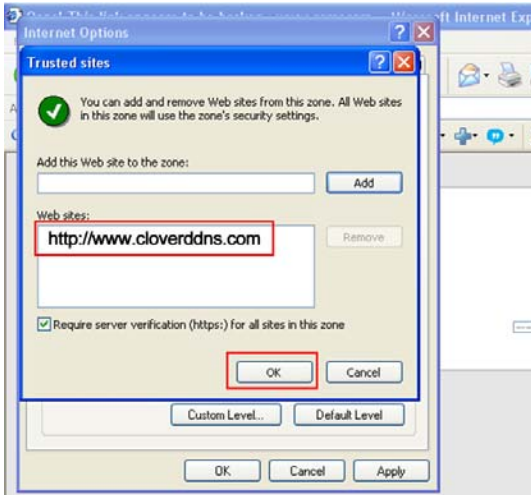 Internet Options
Trusted sites
You can add and remove Web sites from this zone. All Web sites
in this zone will use the zone's security settings.
Add this Web site to the zone:
Add
Web sites:
http://www.cloverddns.com
Remove
Require server verification (https:) for all sites in this zone
OK
Cancel
Custom Level...
Default Level
OK
Cancel
Apply